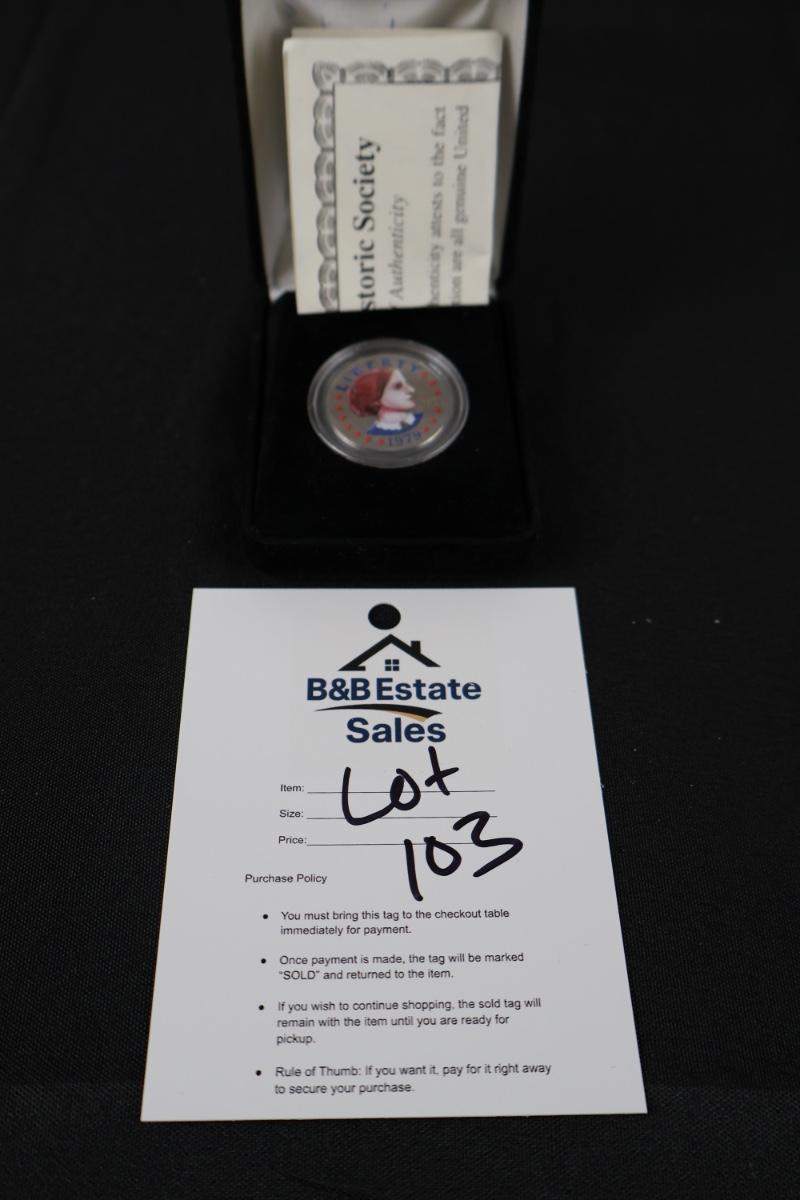 storic Society
Authenticity
henticity attests to the fact
tion are all genuine United
LIBERTY
1979
B&B Estate
Sales
Item:
Size:
Price:
Lot
103
Purchase Policy
• You must bring this tag to the checkout table
immediately for payment.
• Once payment is made, the tag will be marked
“SOLD” and returned to the item.
• If you wish to continue shopping, the sold tag will
remain with the item until you are ready for
pickup.
• Rule of Thumb: If you want it, pay for it right away
to secure your purchase.